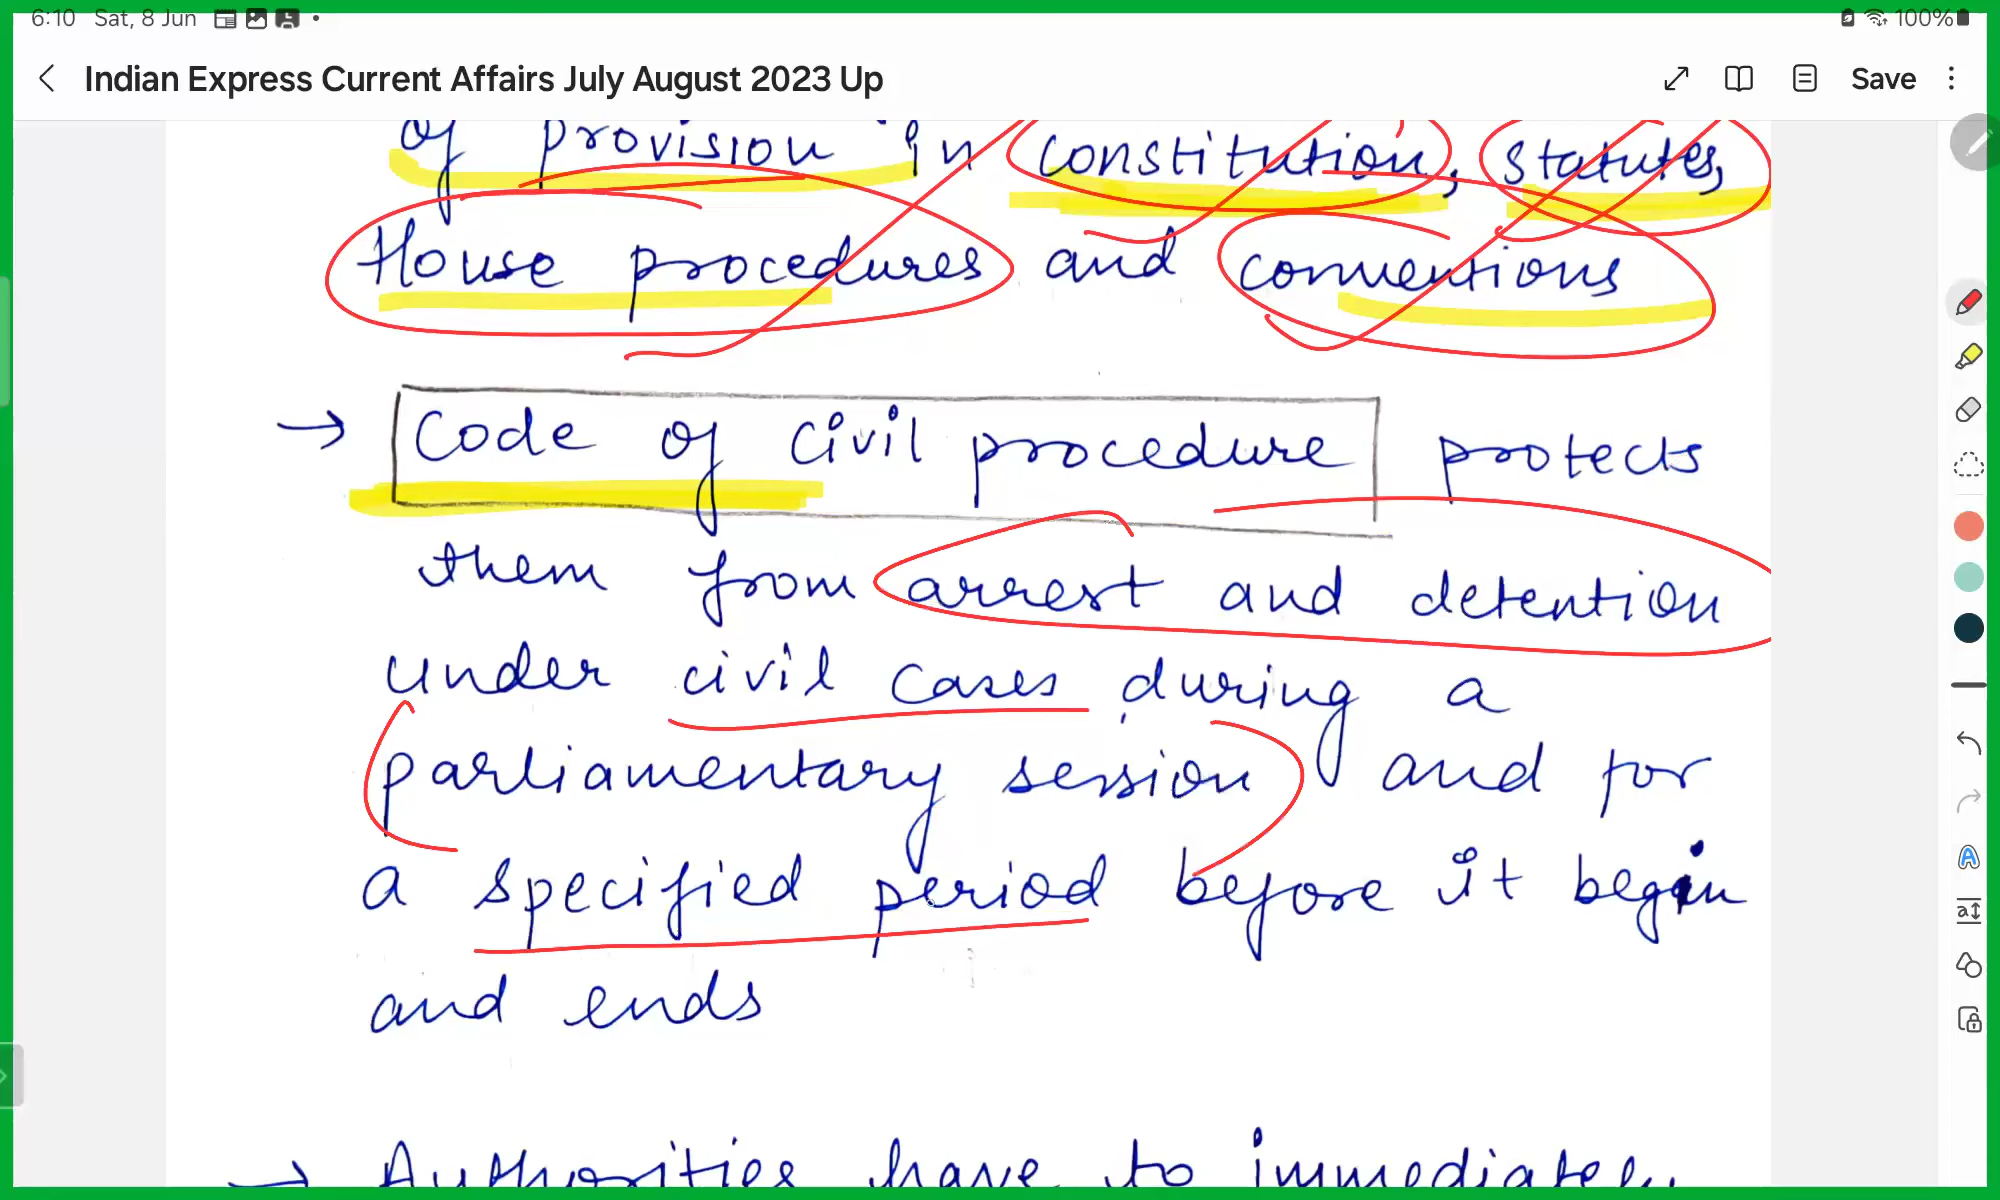 6:10 Sat, 8 Jun 100%
Indian Express Current Affairs July August 2023 Up Save
of provision in constitution, statutes,
House procedures and conventions
→ Code of civil procedure protects
them from arrest and detention
under civil cases during a
parliamentary session and for
a specified period before it begin
and ends
→ Authorities have to immediately